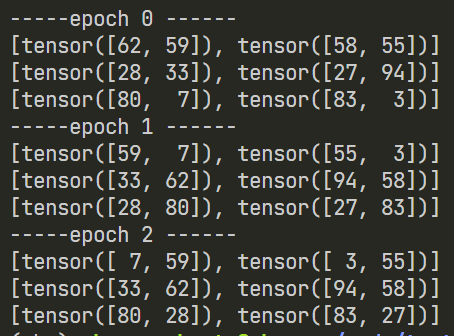 -----epoch 0 ------
[tensor([62, 59]), tensor([58, 55])]
[tensor([28, 33]), tensor([27, 94])]
[tensor([80,  7]), tensor([83,  3])]
-----epoch 1 ------
[tensor([59,  7]), tensor([55,  3])]
[tensor([33, 62]), tensor([94, 58])]
[tensor([28, 80]), tensor([27, 83])]
-----epoch 2 ------
[tensor([ 7, 59]), tensor([ 3, 55])]
[tensor([33, 62]), tensor([94, 58])]
[tensor([80, 28]), tensor([83, 27])]